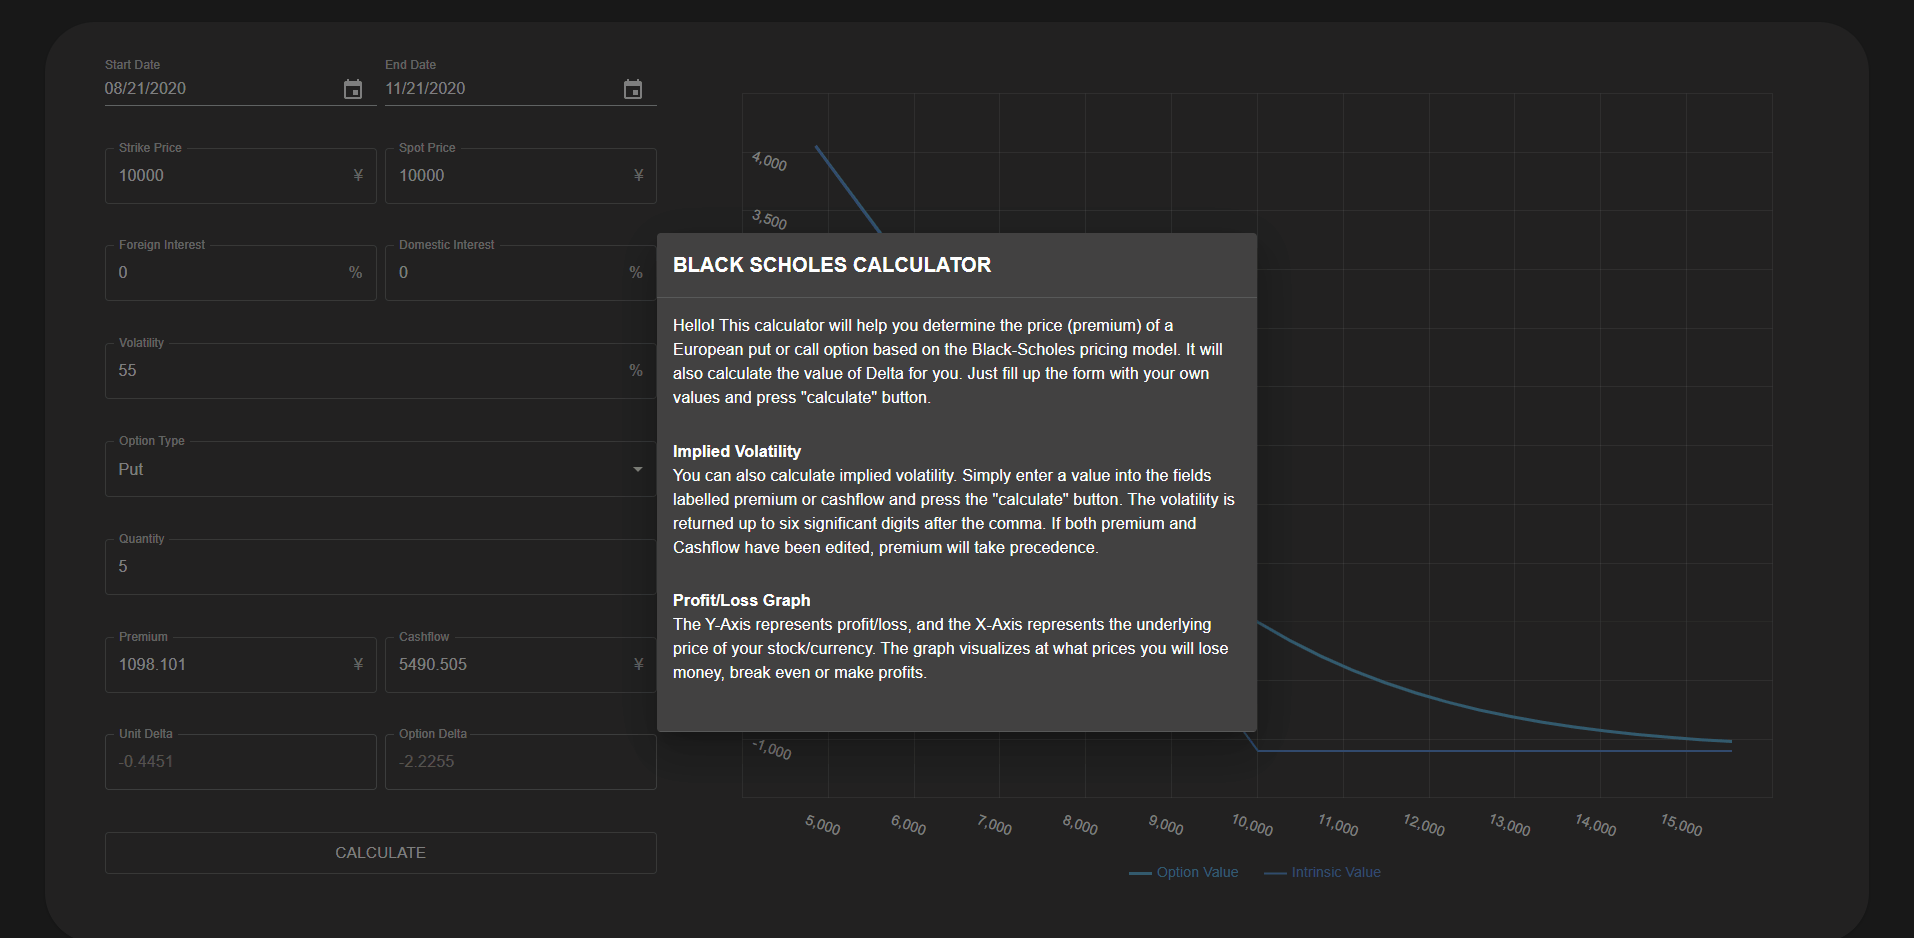 Start Date
End Date
08/21/2020
11/21/2020
Strike Price
Spot Price
10000
¥
10000
¥
Foreign Interest
Domestic Interest
0
%
0
%
Volatility
55
%
Option Type
Put
Quantity
5
Premium
Cashflow
1098.101
¥
5490.505
¥
Unit Delta
Option Delta
-0.4451
-2.2255
CALCULATE
4,000
3,500
BLACK SCHOLES CALCULATOR
Hello! This calculator will help you determine the price (premium) of a
European put or call option based on the Black-Scholes pricing model. It will
also calculate the value of Delta for you. Just fill up the form with your own
values and press "calculate" button.
Implied Volatility
You can also calculate implied volatility. Simply enter a value into the fields
labelled premium or cashflow and press the "calculate" button. The volatility is
returned up to six significant digits after the comma. If both premium and
Cashflow have been edited, premium will take precedence.
Profit/Loss Graph
The Y-Axis represents profit/loss, and the X-Axis represents the underlying
price of your stock/currency. The graph visualizes at what prices you will lose
money, break even or make profits.
-1,000
5,000
6,000
7,000
8,000
9,000
10,000
11,000
12,000
13,000
14,000
15,000
Option Value
Intrinsic Value